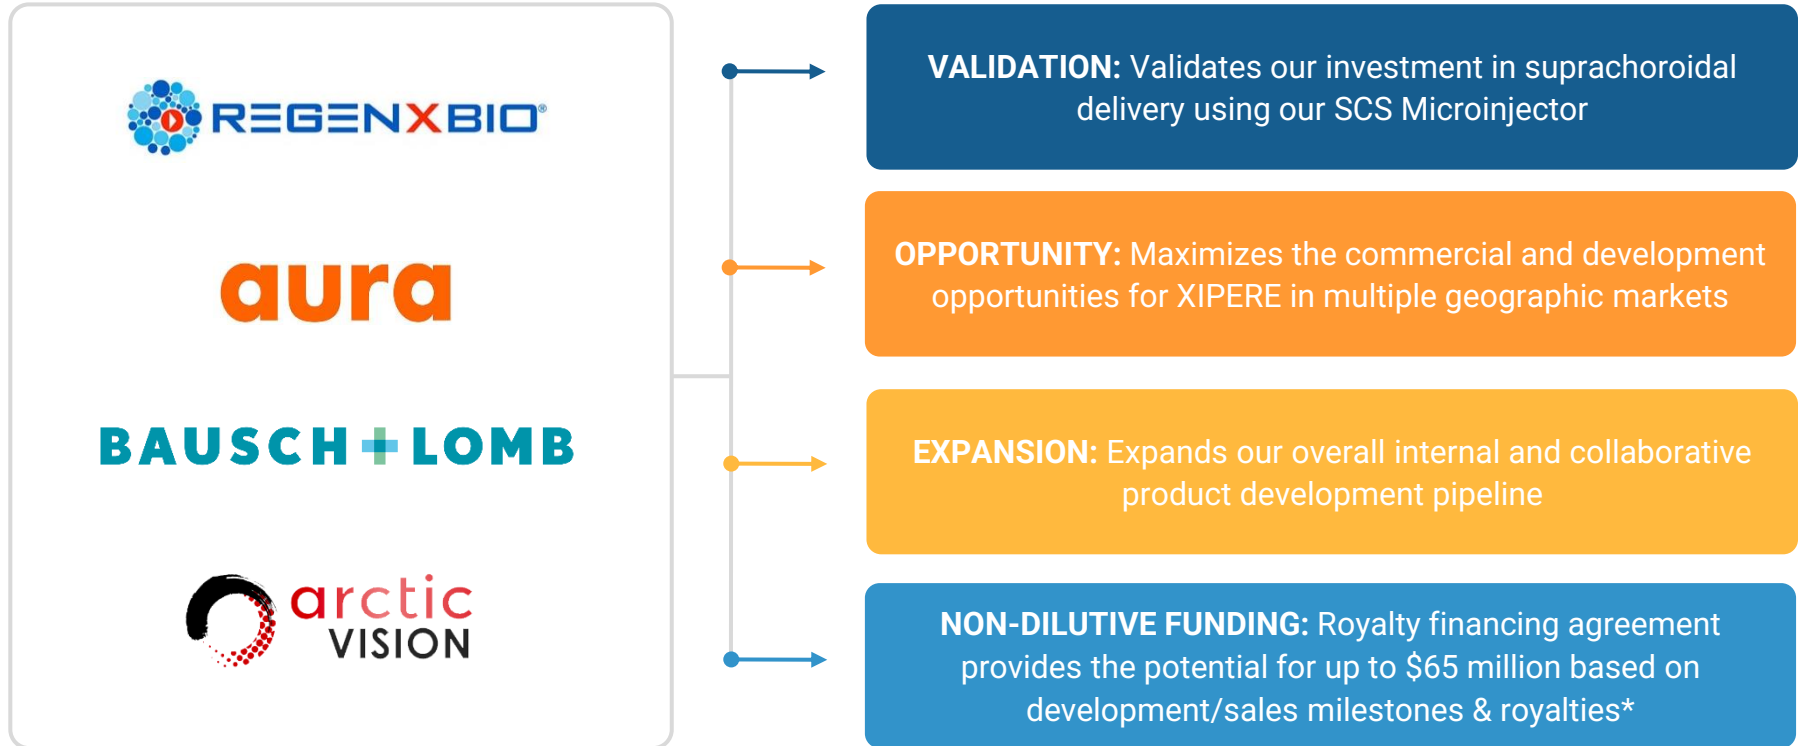 REGENXBIO®
aura
BAUSCH + LOMB
arctic
VISION
VALIDATION: Validates our investment in suprachoroidal
delivery using our SCS Microinjector
OPPORTUNITY: Maximizes the commercial and development
opportunities for XIPERE in multiple geographic markets
EXPANSION: Expands our overall internal and collaborative
product development pipeline
NON-DILUTIVE FUNDING: Royalty financing agreement
provides the potential for up to $65 million based on
development/sales milestones & royalties*